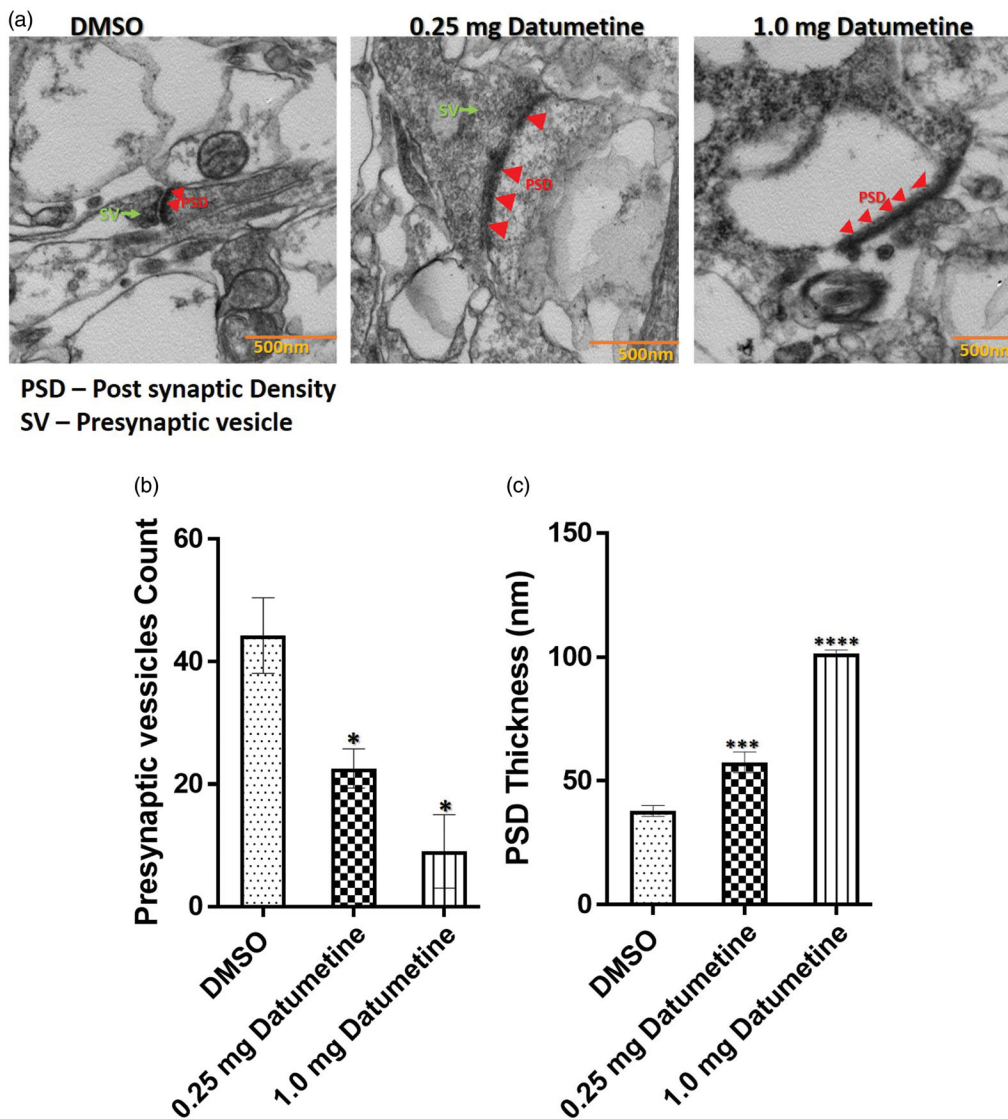 (a)
DMSO
0.25 mg Datumetine
1.0 mg Datumetine
SV
PSD
500nm
SV
PSD
500nm
PSD
500nm
PSD – Post synaptic Density
SV – Presynaptic vesicle
(b)
Presynaptic vessicles Count
60
40
20
0
*
*
DMSO
0.25 mg Datumetine
1.0 mg Datumetine
(c)
PSD Thickness (nm)
150
100
50
0
***
****
DMSO
0.25 mg Datumetine
1.0 mg Datumetine